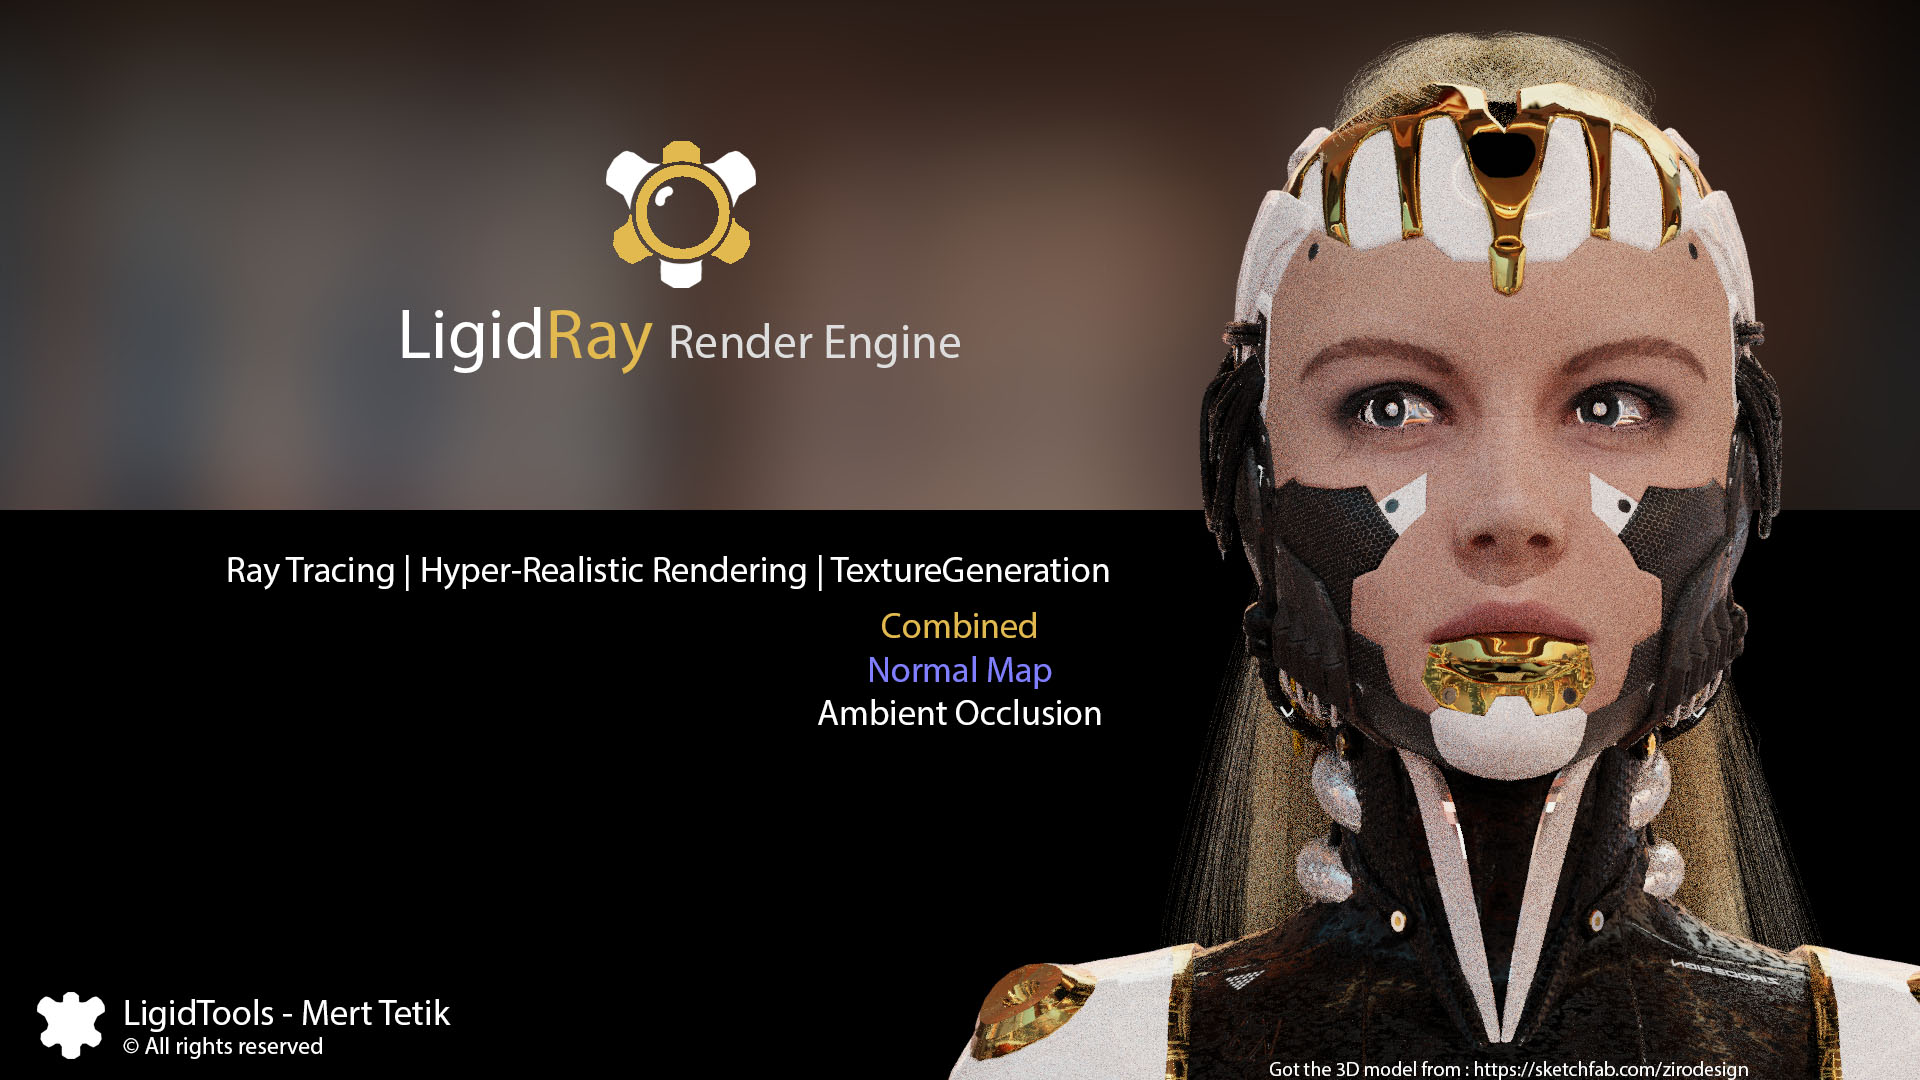 LigidRay Render Engine
Ray Tracing | Hyper-Realistic Rendering | TextureGeneration
Combined
Normal Map
Ambient Occlusion
LigidTools - Mert Tetik
© All rights reserved
Got the 3D model from : https://sketchfab.com/zirodesign